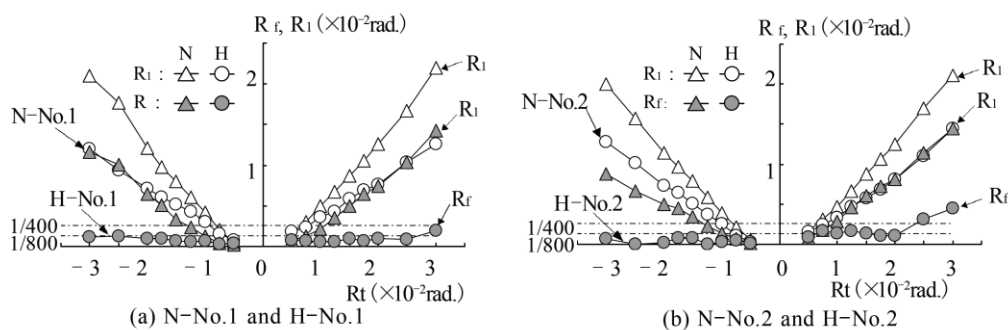 R f, R1 (×10⁻²rad.)
N H
R1 :
R :
N-No.1
H-No.1
1/400
1/800
2
1
R1
R1
Rf
-3 -2 -1 0 1 2 3
Rt (×10⁻²rad.)
(a) N-No.1 and H-No.1
R f, R1 (×10⁻²rad.)
N H
R1 :
Rf:
N-No.2
H-No.2
1/400
1/800
2
1
R1
R1
Rf
-3 -2 -1 0 1 2 3
Rt (×10⁻²rad.)
(b) N-No.2 and H-No.2